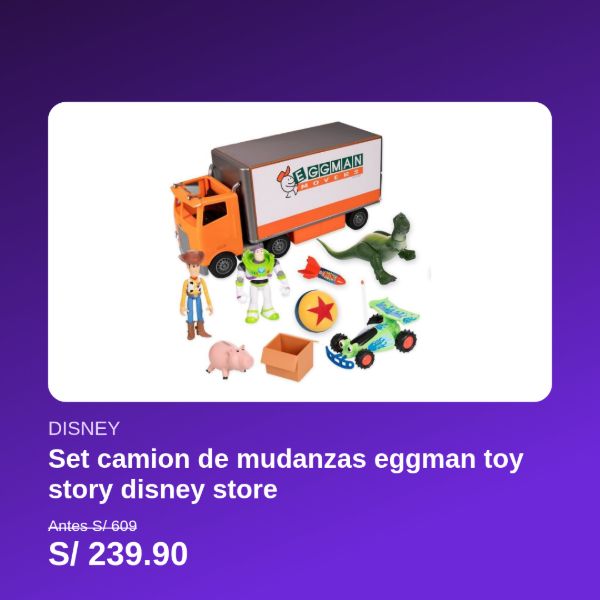 EGGMAN
MOVERS
DISNEY
Set camion de mudanzas eggman toy
story disney store
Antes S/ 609
S/ 239.90